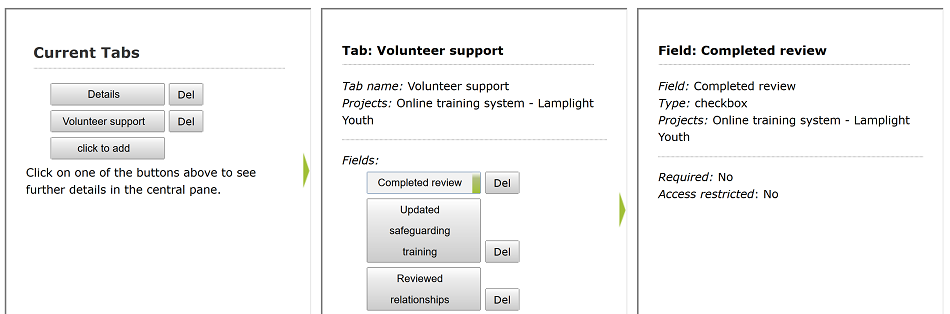 Current Tabs
Details Del
Volunteer support Del
click to add
Click on one of the buttons above to see
further details in the central pane.
Tab: Volunteer support
Tab name: Volunteer support
Projects: Online training system - Lamplight
Youth
Fields:
Completed review Del
Updated
safeguarding
training Del
Reviewed
relationships Del
Field: Completed review
Field: Completed review
Type: checkbox
Projects: Online training system - Lamplight
Youth
Required: No
Access restricted: No